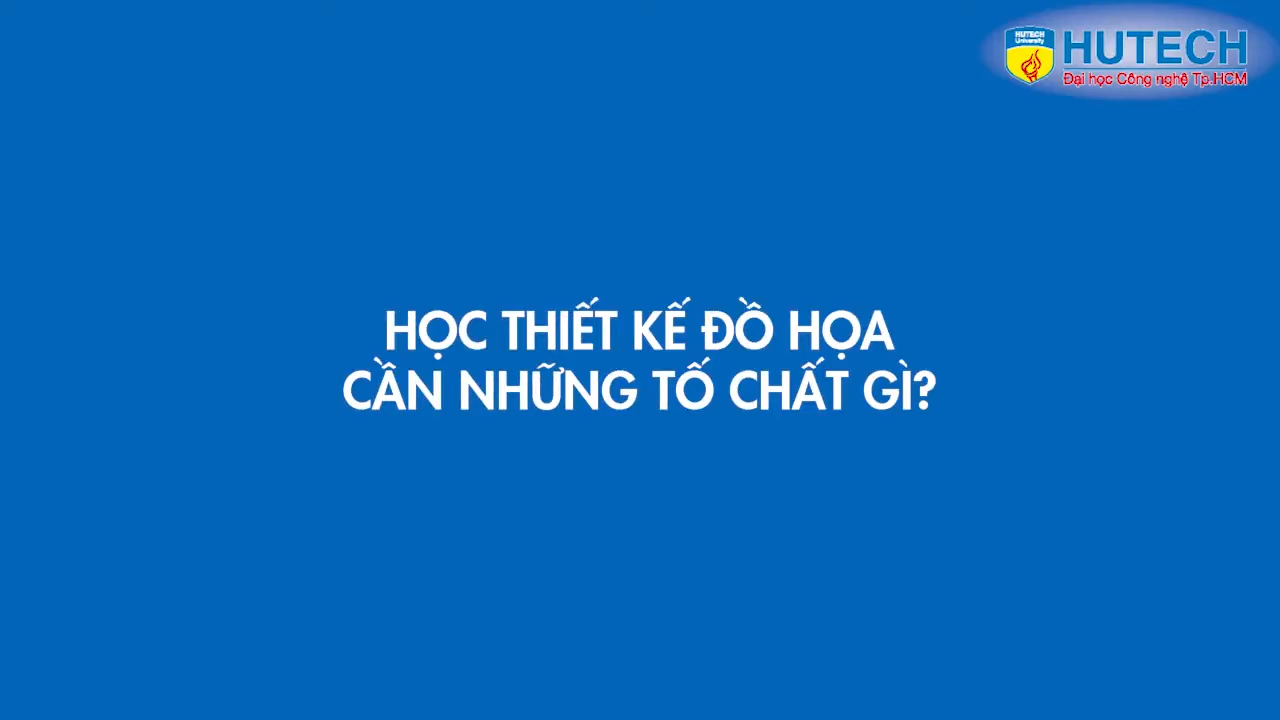 HUTECH
University
HUTECH
Đại học Công nghệ Tp.HCM
HỌC THIẾT KẾ ĐỒ HỌA
CẦN NHỮNG TỐ CHẤT GÌ?